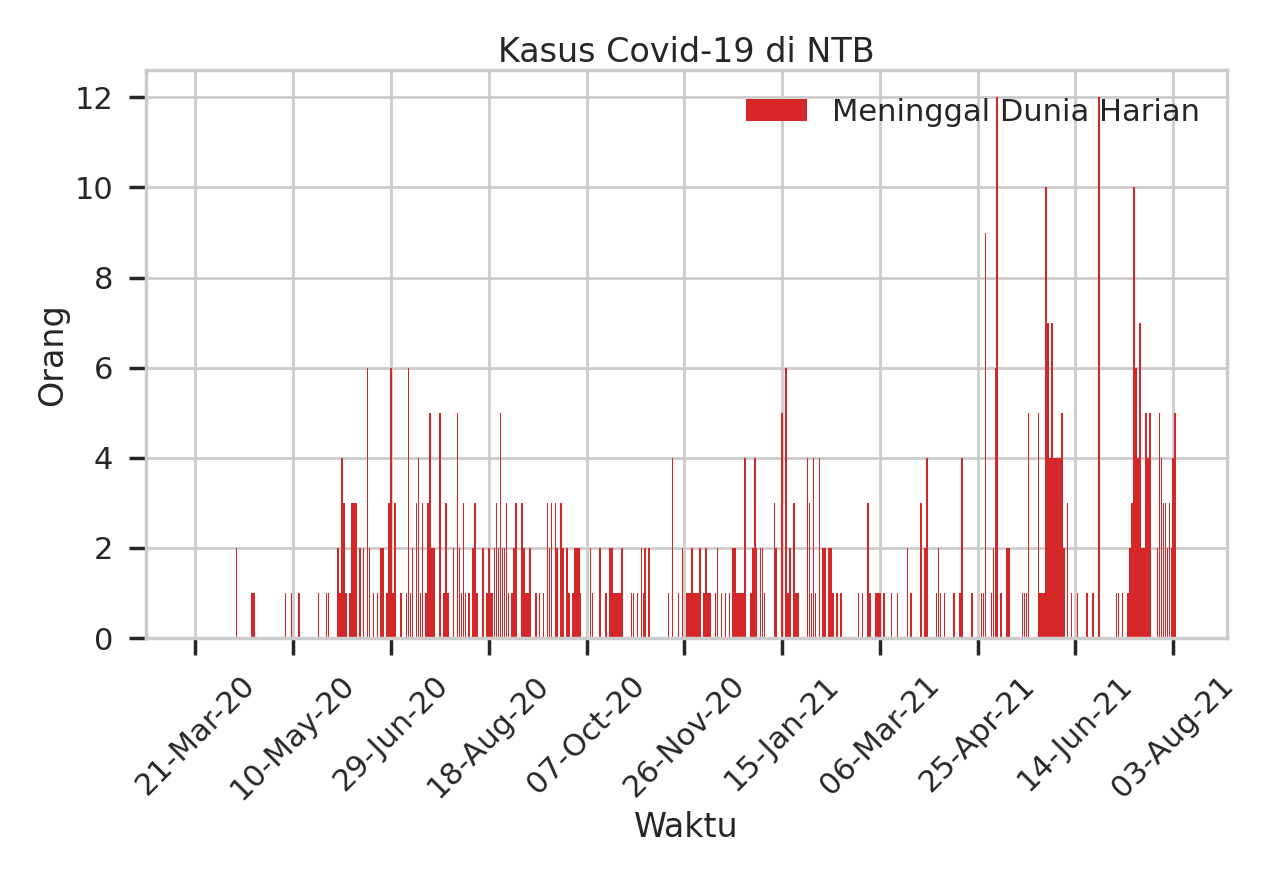 Kasus Covid-19 di NTB
Meninggal Dunia Harian
Orang
12
10
8
6
4
2
0
21-Mar-20
10-May-20
29-Jun-20
18-Aug-20
07-Oct-20
26-Nov-20
15-Jan-21
06-Mar-21
25-Apr-21
14-Jun-21
03-Aug-21
Waktu